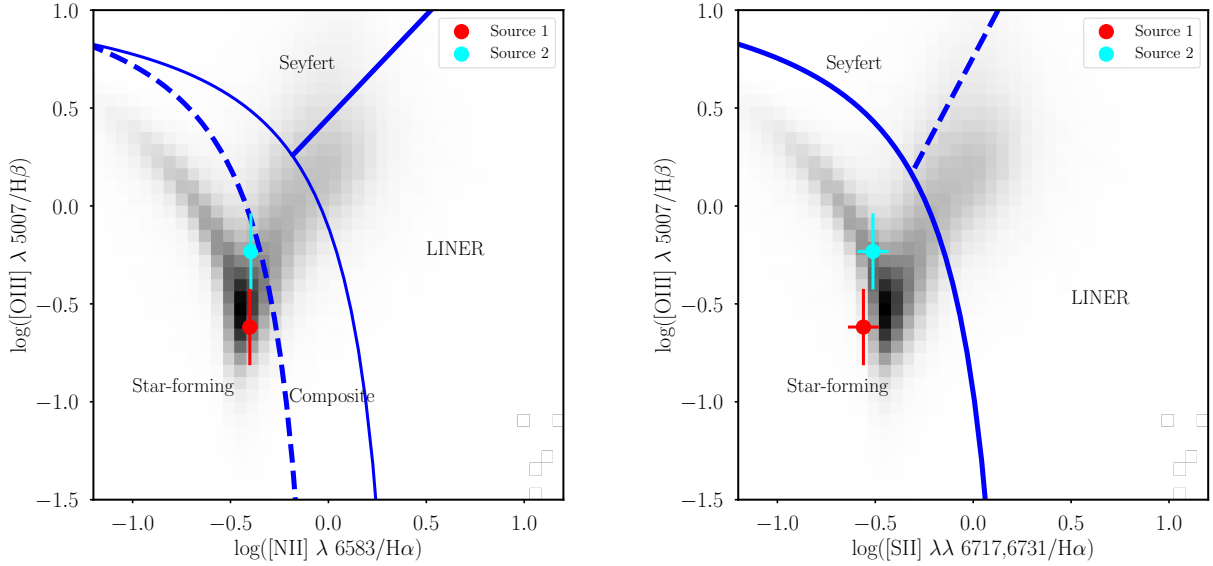 1.0
0.5
0.0
−0.5
−1.0
−1.5
log([OIII] λ 5007/Hβ)
Source 1
Source 2
Seyfert
LINER
Star-forming
Composite
−1.0
−0.5
0.0
0.5
1.0
log([NII] λ 6583/Hα)
1.0
0.5
0.0
−0.5
−1.0
−1.5
log([OIII] λ 5007/Hβ)
Source 1
Source 2
Seyfert
LINER
Star-forming
−1.0
−0.5
0.0
0.5
1.0
log([SII] λλ 6717,6731/Hα)